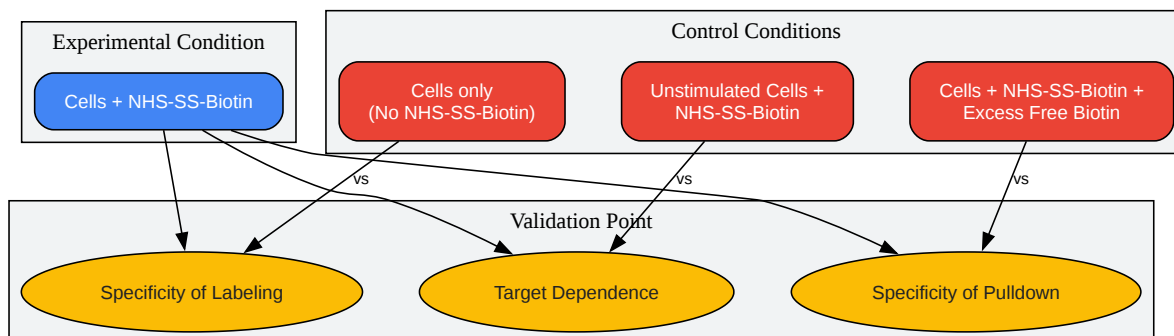 Experimental Condition
Control Conditions
Cells + NHS-SS-Biotin
Cells only
(No NHS-SS-Biotin)
Unstimulated Cells +
NHS-SS-Biotin
Cells + NHS-SS-Biotin +
Excess Free Biotin
vs
vs
vs
Validation Point
Specificity of Labeling
Target Dependence
Specificity of Pulldown